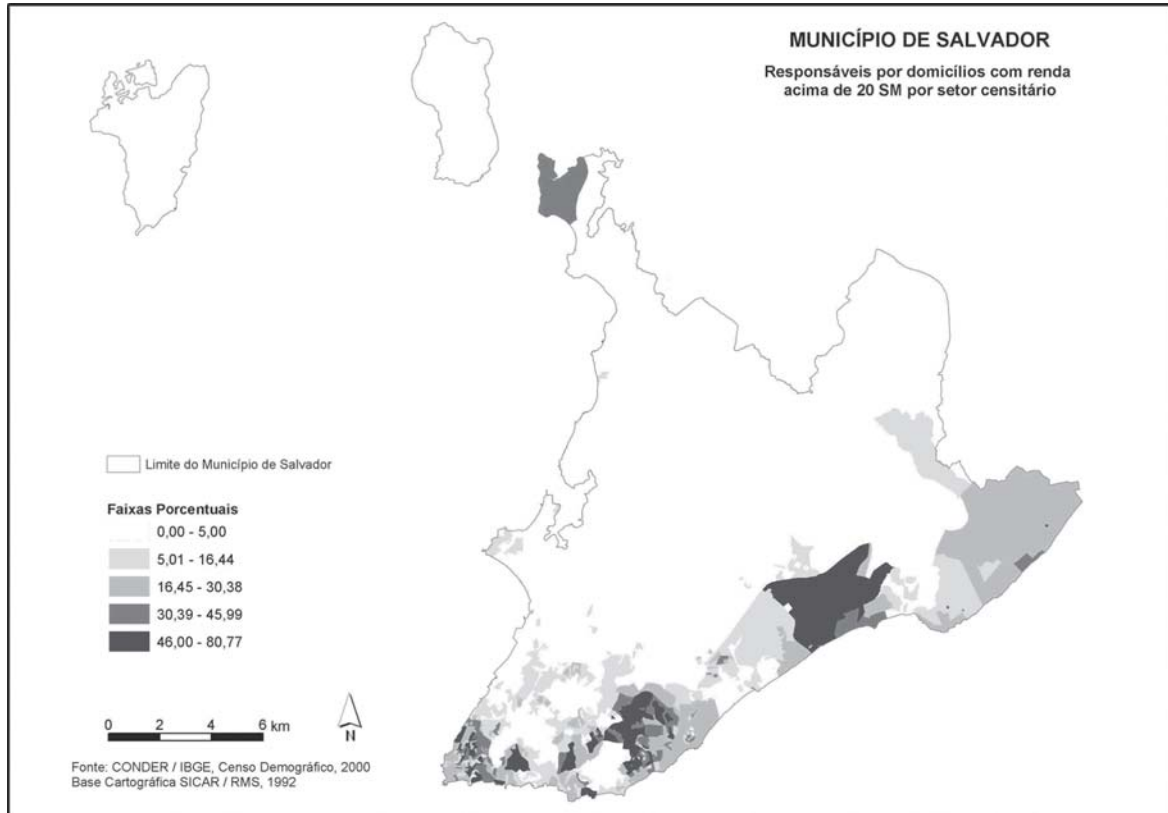 MUNICÍPIO DE SALVADOR
Responsáveis por domicílios com renda
acima de 20 SM por setor censitário
Limite do Município de Salvador
Faixas Porcentuais
0,00 - 5,00
5,01 - 16,44
16,45 - 30,38
30,39 - 45,99
46,00 - 80,77
0 2 4 6 km
N
Fonte: CONDER / IBGE, Censo Demográfico, 2000
Base Cartográfica SICAR / RMS, 1992